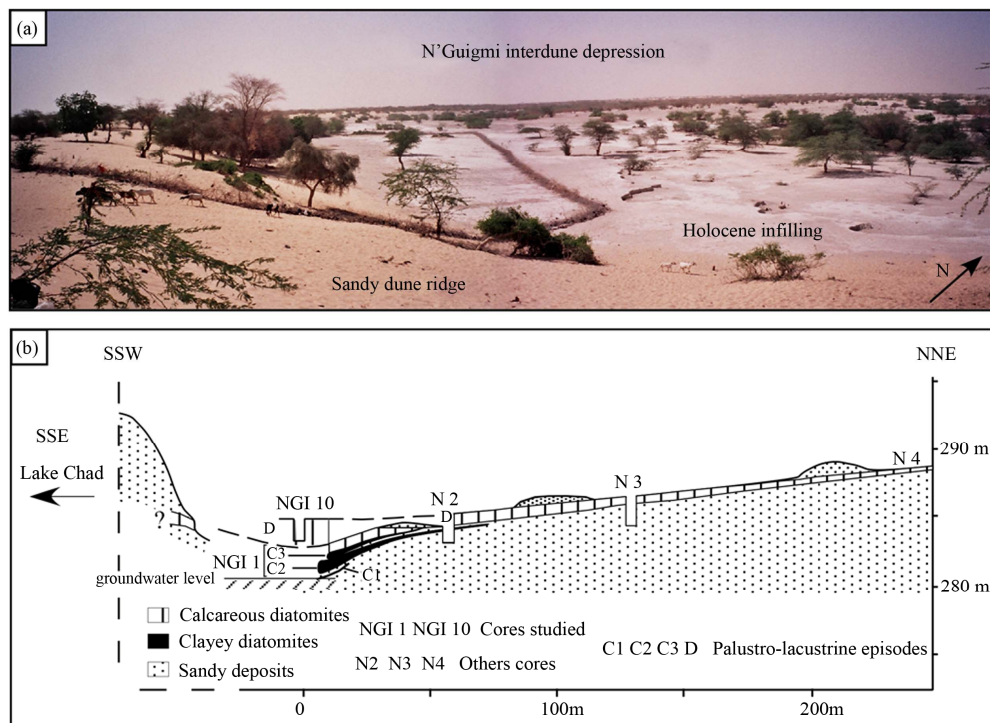 (a)
N'Guigmi interdune depression
Holocene infilling
Sandy dune ridge
N
(b)
SSW
NNE
SSE
Lake Chad
290 m
N 4
N 3
N 2
NGI 10
D
D
?
NGI 1
C3
C2
C1
groundwater level
280 m
Calcareous diatomites
Clayey diatomites
Sandy deposits
NGI 1 NGI 10 Cores studied
N2 N3 N4 Others cores
C1 C2 C3 D Palustro-lacustrine episodes
0
100m
200m